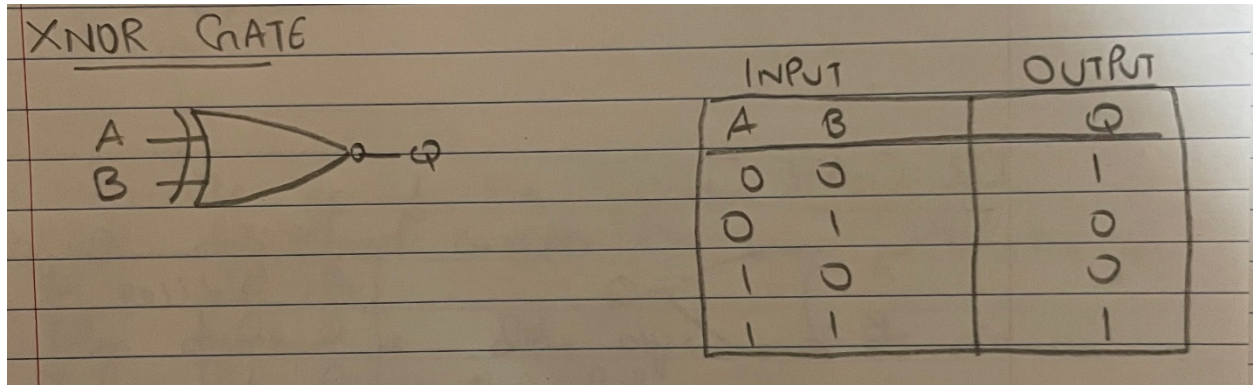 XNOR GATE
INPUT OUTPUT
A B Q
A
B
Q
0 0 1
0 1 0
1 0 0
1 1 1